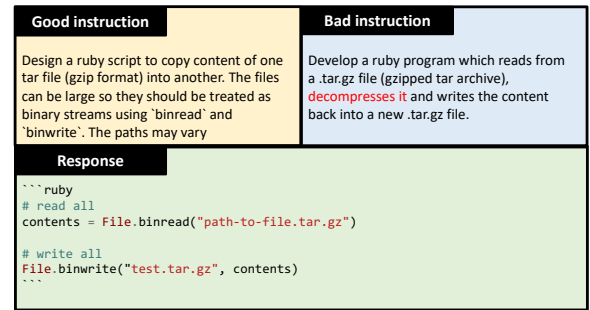 Good instruction
Bad instruction
Design a ruby script to copy content of one
tar file (gzip format) into another. The files
can be large so they should be treated as
binary streams using `binread` and
`binwrite`. The paths may vary
Develop a ruby program which reads from
a .tar.gz file (gzipped tar archive),
decompresses it and writes the content
back into a new .tar.gz file.
Response
```ruby
# read all
contents = File.binread("path-to-file.tar.gz")
# write all
File.binwrite("test.tar.gz", contents)
```